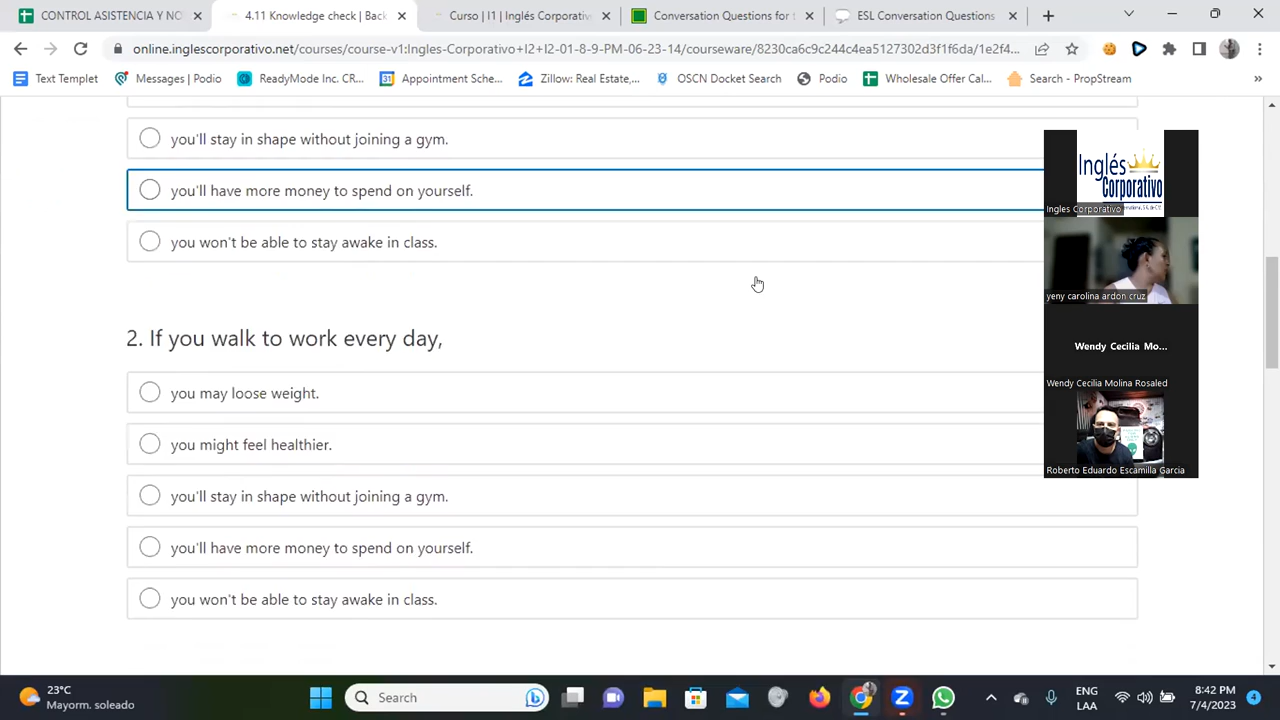 CONTROL ASISTENCIA Y NO
4.11 Knowledge check | Back
Curso | I1 | Inglés Corporativo
Conversation Questions for t
ESL Conversation Questions
online.inglescorporativo.net/courses/course-v1:Ingles-Corporativo+I2+I2-01-8-9-PM-06-23-14/courseware/8230ca6c9c244c4ea5127302d3f1f6da/1e2f4...
Text Templet
Messages | Podio
ReadyMode Inc. CR...
Appointment Sche...
Zillow: Real Estate,...
OSCN Docket Search
Podio
Wholesale Offer Cal...
Search - PropStream
you'll stay in shape without joining a gym.
you'll have more money to spend on yourself.
you won't be able to stay awake in class.
2. If you walk to work every day,
you may loose weight.
you might feel healthier.
you'll stay in shape without joining a gym.
you'll have more money to spend on yourself.
you won't be able to stay awake in class.
Inglés
Corporativo
Ingles Corporativo
yeny carolina ardon cruz
Wendy Cecilia Mo...
Wendy Cecilia Molina Rosaled
Roberto Eduardo Escamilla Garcia
23°C
Mayorm. soleado
Search
ENG
LAA
8:42 PM
7/4/2023
4